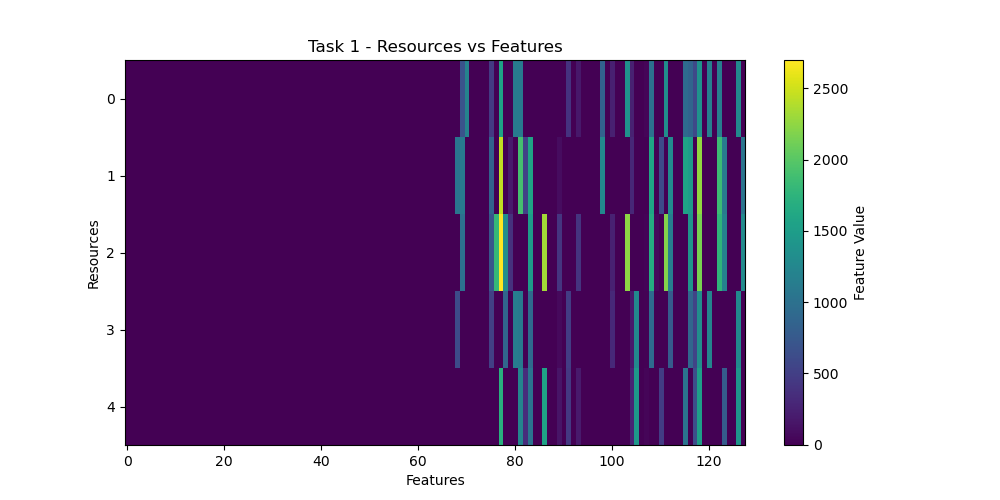 Task 1 - Resources vs Features
Resources
0
1
2
3
4
0 20 40 60 80 100 120
Features
2500
2000
1500
1000
500
0
Feature Value